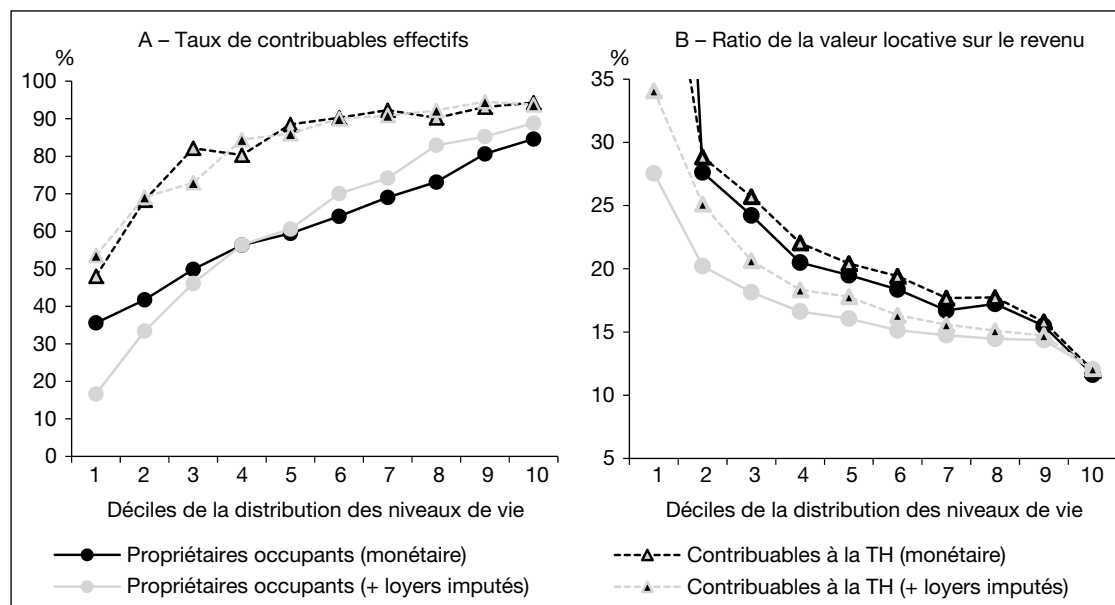 A – Taux de contribuables effectifs
%
100
90
80
70
60
50
40
30
20
10
0
1 2 3 4 5 6 7 8 9 10
Déciles de la distribution des niveaux de vie
B – Ratio de la valeur locative sur le revenu
%
35
30
25
20
15
10
5
1 2 3 4 5 6 7 8 9 10
Déciles de la distribution des niveaux de vie
Propriétaires occupants (monétaire)
Propriétaires occupants (+ loyers imputés)
Contribuables à la TH (monétaire)
Contribuables à la TH (+ loyers imputés)